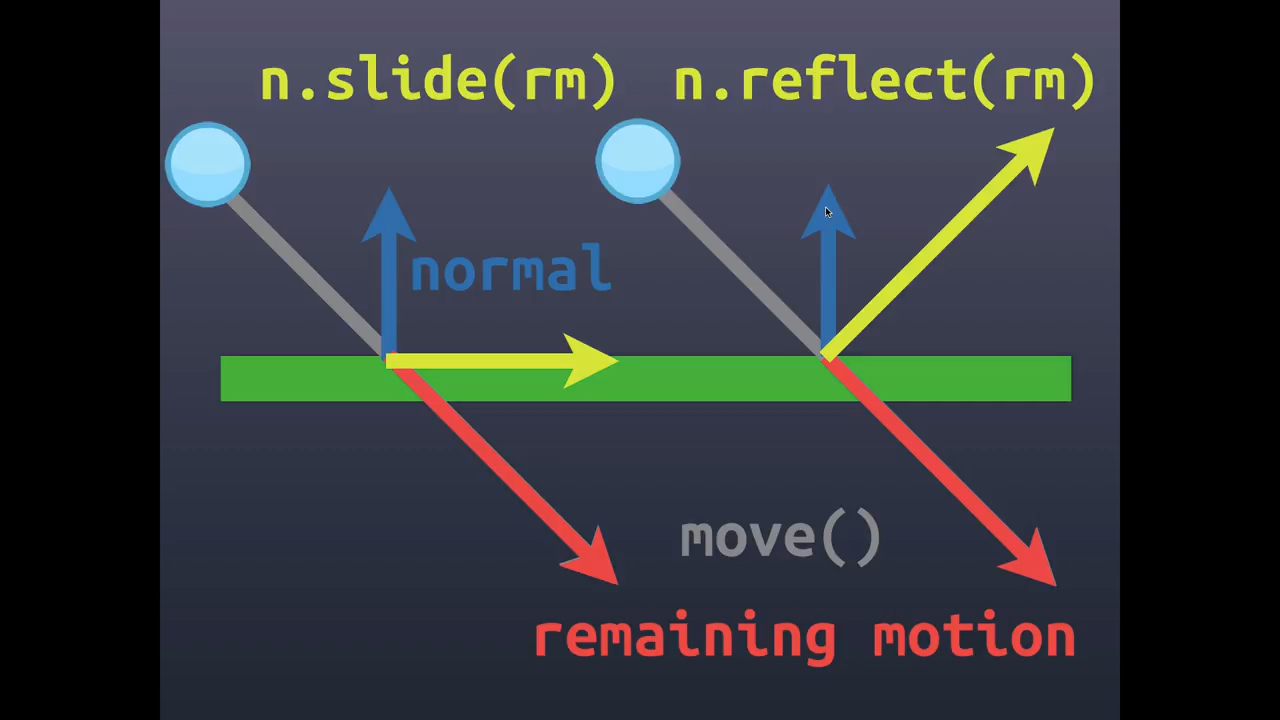 n.slide(rm) n.reflect(rm)
normal
move()
remaining motion